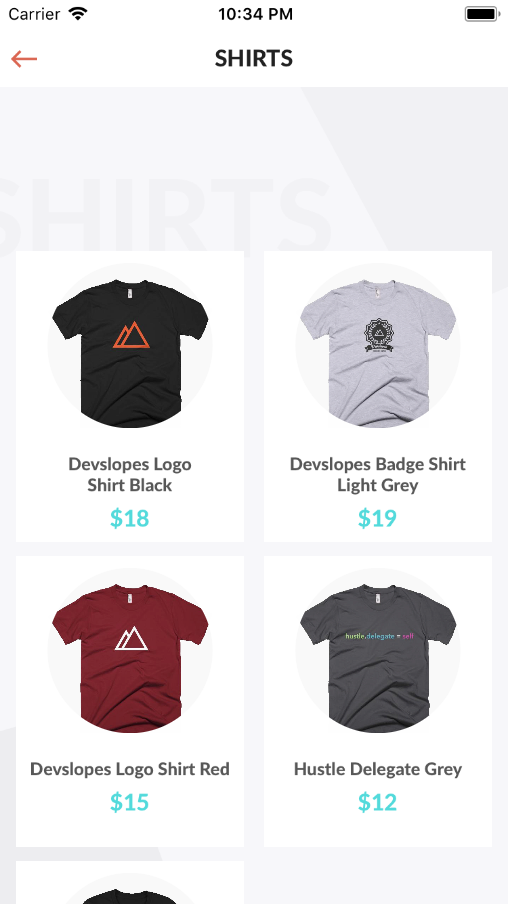 Carrier 10:34 PM
SHIRTS
SHIRTS
Devslopes Logo
Shirt Black
$18
Devslopes Badge Shirt
Light Grey
$19
hustle.delegate = self
Devslopes Logo Shirt Red
$15
Hustle Delegate Grey
$12